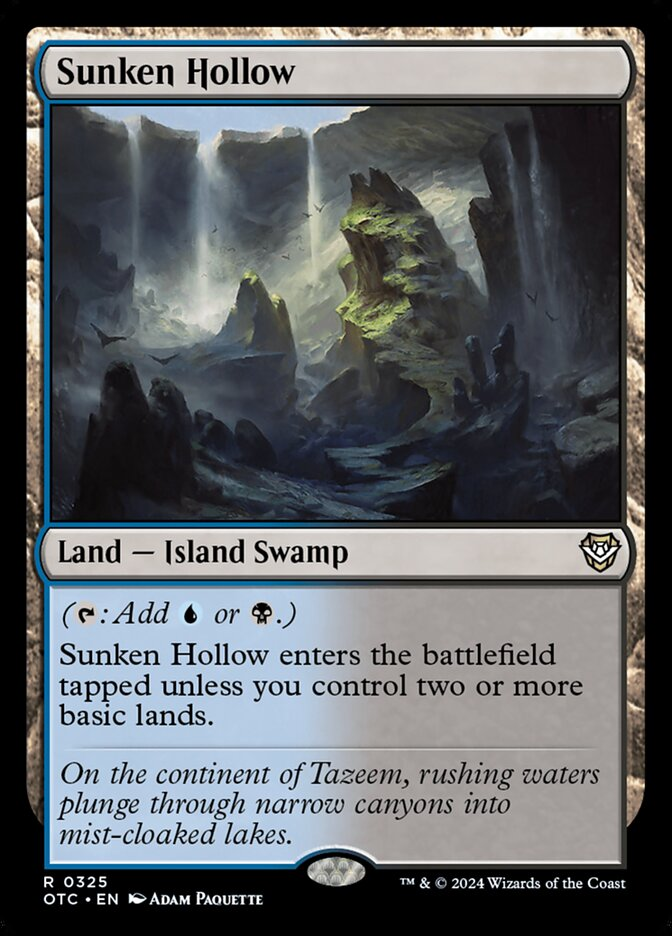 Sunken Hollow
Land — Island Swamp
(: Add or .)
Sunken Hollow enters the battlefield
tapped unless you control two or more
basic lands.
On the continent of Tazeem, rushing waters
plunge through narrow canyons into
mist-cloaked lakes.
R 0325
OTC • EN Adam Paquette
™ & © 2024 Wizards of the Coast